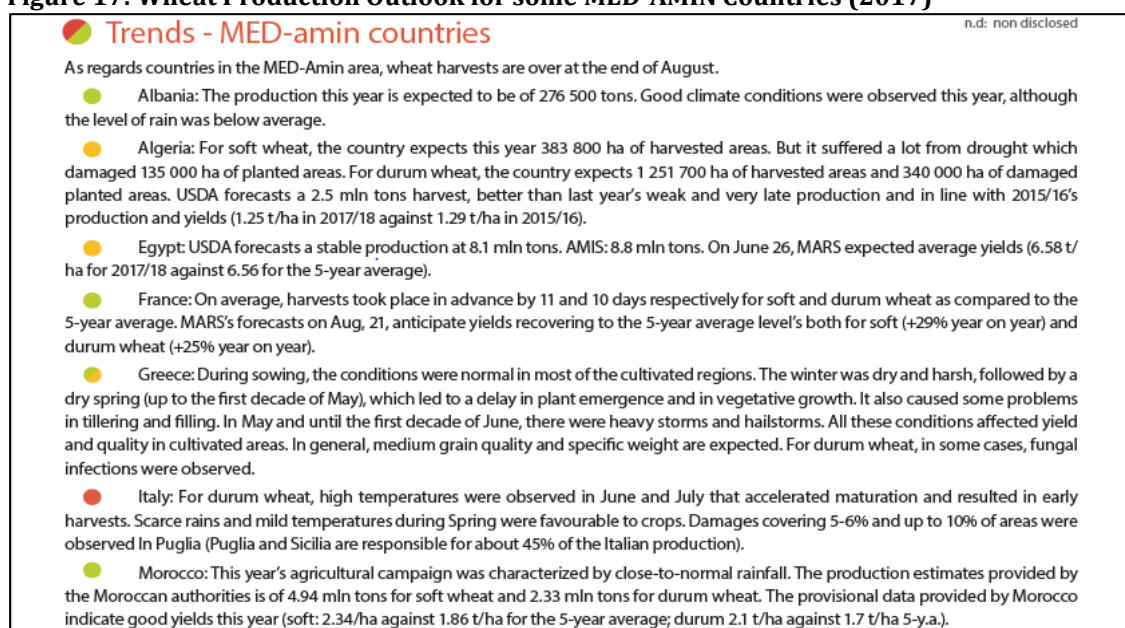 Figure 17: Wheat Production Outlook for some MED-AMIN Countries (2017)
n.d: non disclosed
Trends - MED-amin countries
As regards countries in the MED-Amin area, wheat harvests are over at the end of August.
Albania: The production this year is expected to be of 276 500 tons. Good climate conditions were observed this year, although
the level of rain was below average.
Algeria: For soft wheat, the country expects this year 383 800 ha of harvested areas. But it suffered a lot from drought which
damaged 135 000 ha of planted areas. For durum wheat, the country expects 1 251 700 ha of harvested areas and 340 000 ha of damaged
planted areas. USDA forecasts a 2.5 mln tons harvest, better than last year's weak and very late production and in line with 2015/16's
production and yields (1.25 t/ha in 2017/18 against 1.29 t/ha in 2015/16).
Egypt: USDA forecasts a stable production at 8.1 mln tons. AMIS: 8.8 mln tons. On June 26, MARS expected average yields (6.58 t/
ha for 2017/18 against 6.56 for the 5-year average).
France: On average, harvests took place in advance by 11 and 10 days respectively for soft and durum wheat as compared to the
5-year average. MARS's forecasts on Aug, 21, anticipate yields recovering to the 5-year average level's both for soft (+29% year on year) and
durum wheat (+25% year on year).
Greece: During sowing, the conditions were normal in most of the cultivated regions. The winter was dry and harsh, followed by a
dry spring (up to the first decade of May), which led to a delay in plant emergence and in vegetative growth. It also caused some problems
in tillering and filling. In May and until the first decade of June, there were heavy storms and hailstorms. All these conditions affected yield
and quality in cultivated areas. In general, medium grain quality and specific weight are expected. For durum wheat, in some cases, fungal
infections were observed.
Italy: For durum wheat, high temperatures were observed in June and July that accelerated maturation and resulted in early
harvests. Scarce rains and mild temperatures during Spring were favourable to crops. Damages covering 5-6% and up to 10% of areas were
observed In Puglia (Puglia and Sicilia are responsible for about 45% of the Italian production).
Morocco: This year's agricultural campaign was characterized by close-to-normal rainfall. The production estimates provided by
the Moroccan authorities is of 4.94 mln tons for soft wheat and 2.33 mln tons for durum wheat. The provisional data provided by Morocco
indicate good yields this year (soft: 2.34/ha against 1.86 t/ha for the 5-year average; durum 2.1 t/ha against 1.7 t/ha 5-y.a.).